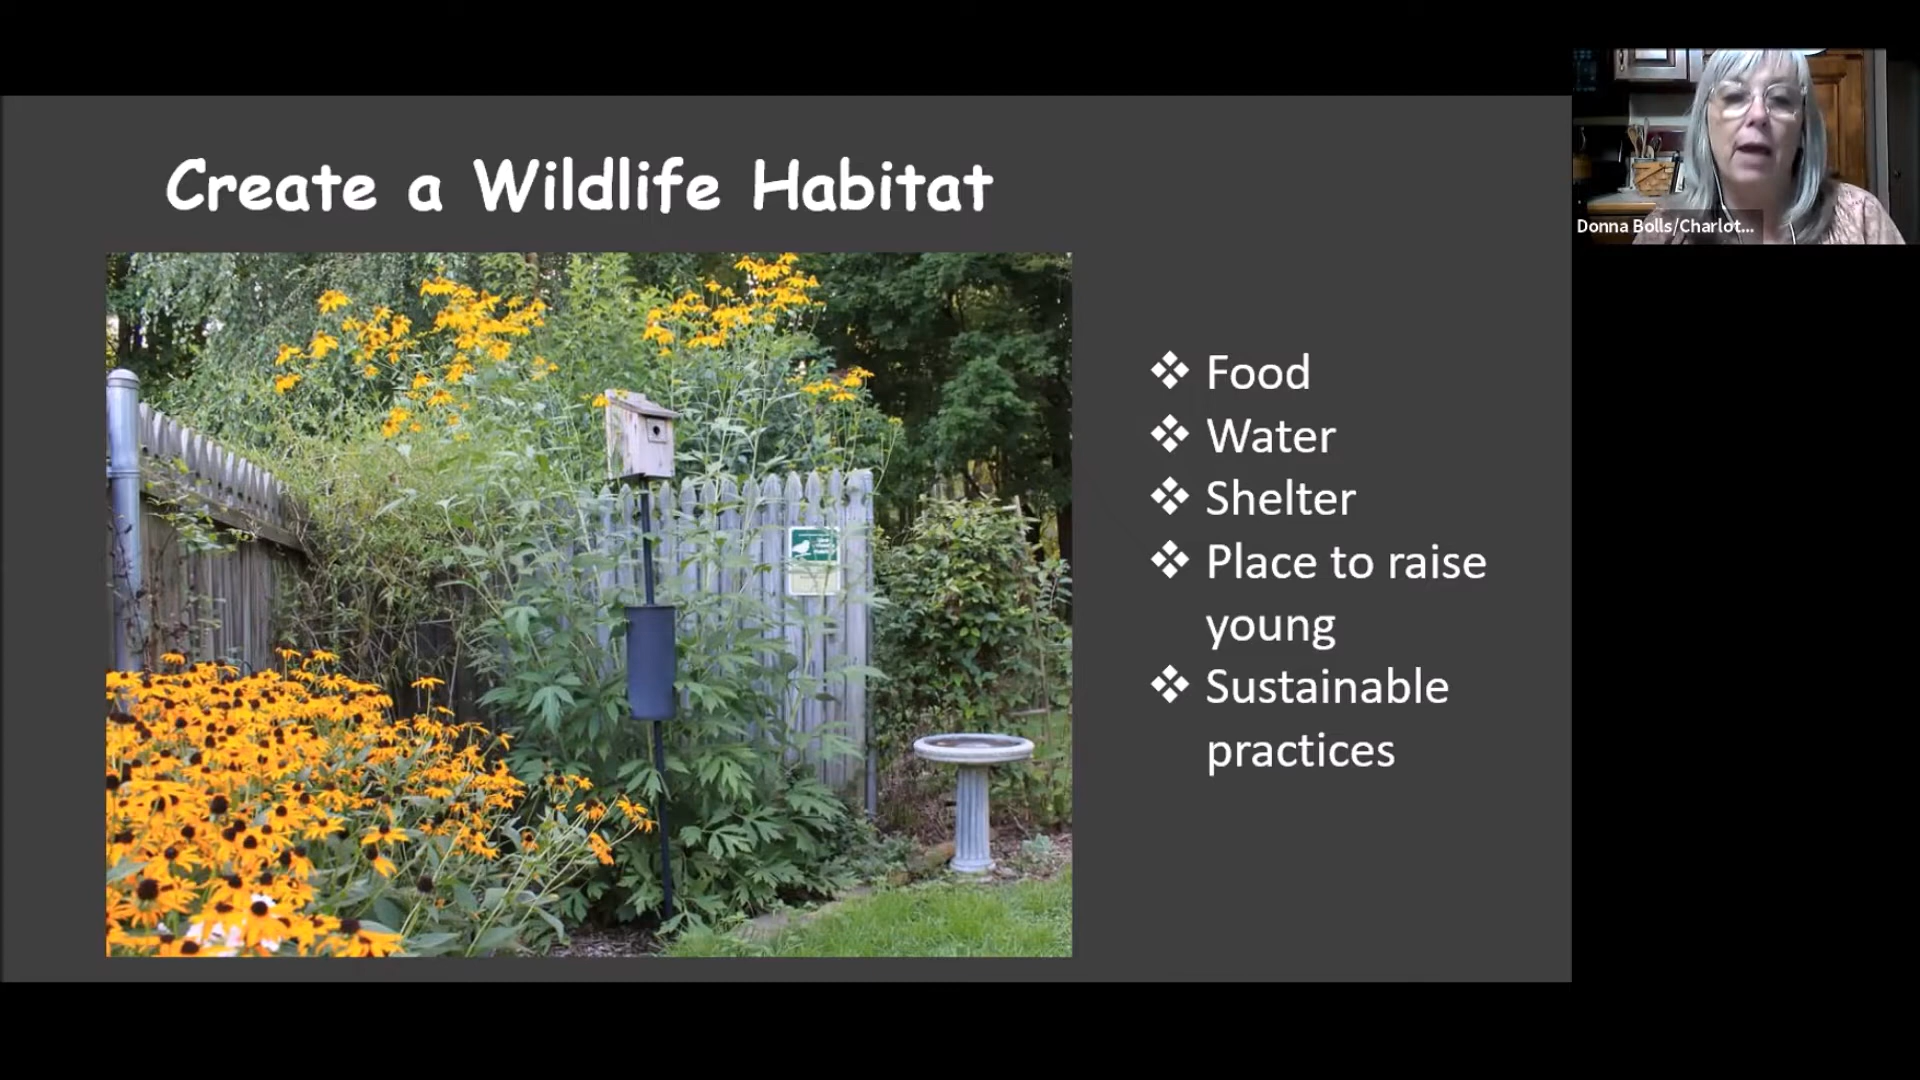 Create a Wildlife Habitat
❖ Food
❖ Water
❖ Shelter
❖ Place to raise
young
❖ Sustainable
practices
Donna Bolls/Charlot...